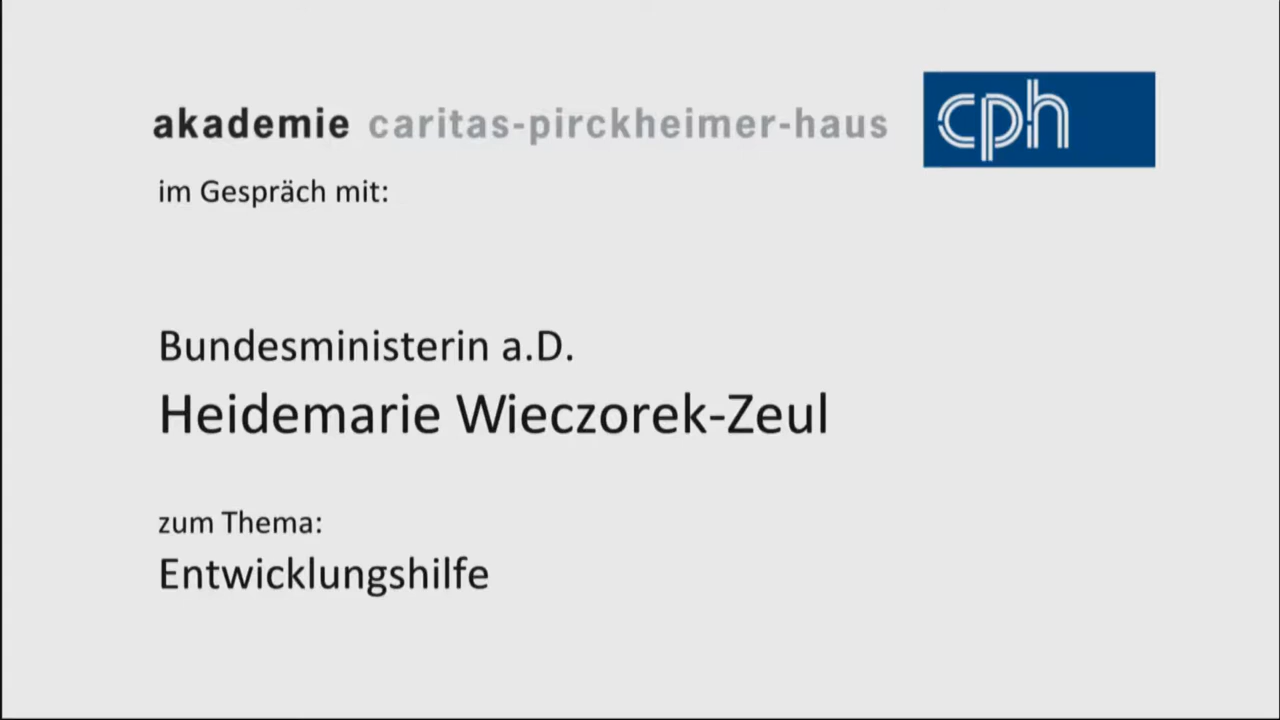 akademie caritas-pirckheimer-haus
cph
im Gespräch mit:
Bundesministerin a.D.
Heidemarie Wieczorek-Zeul
zum Thema:
Entwicklungshilfe